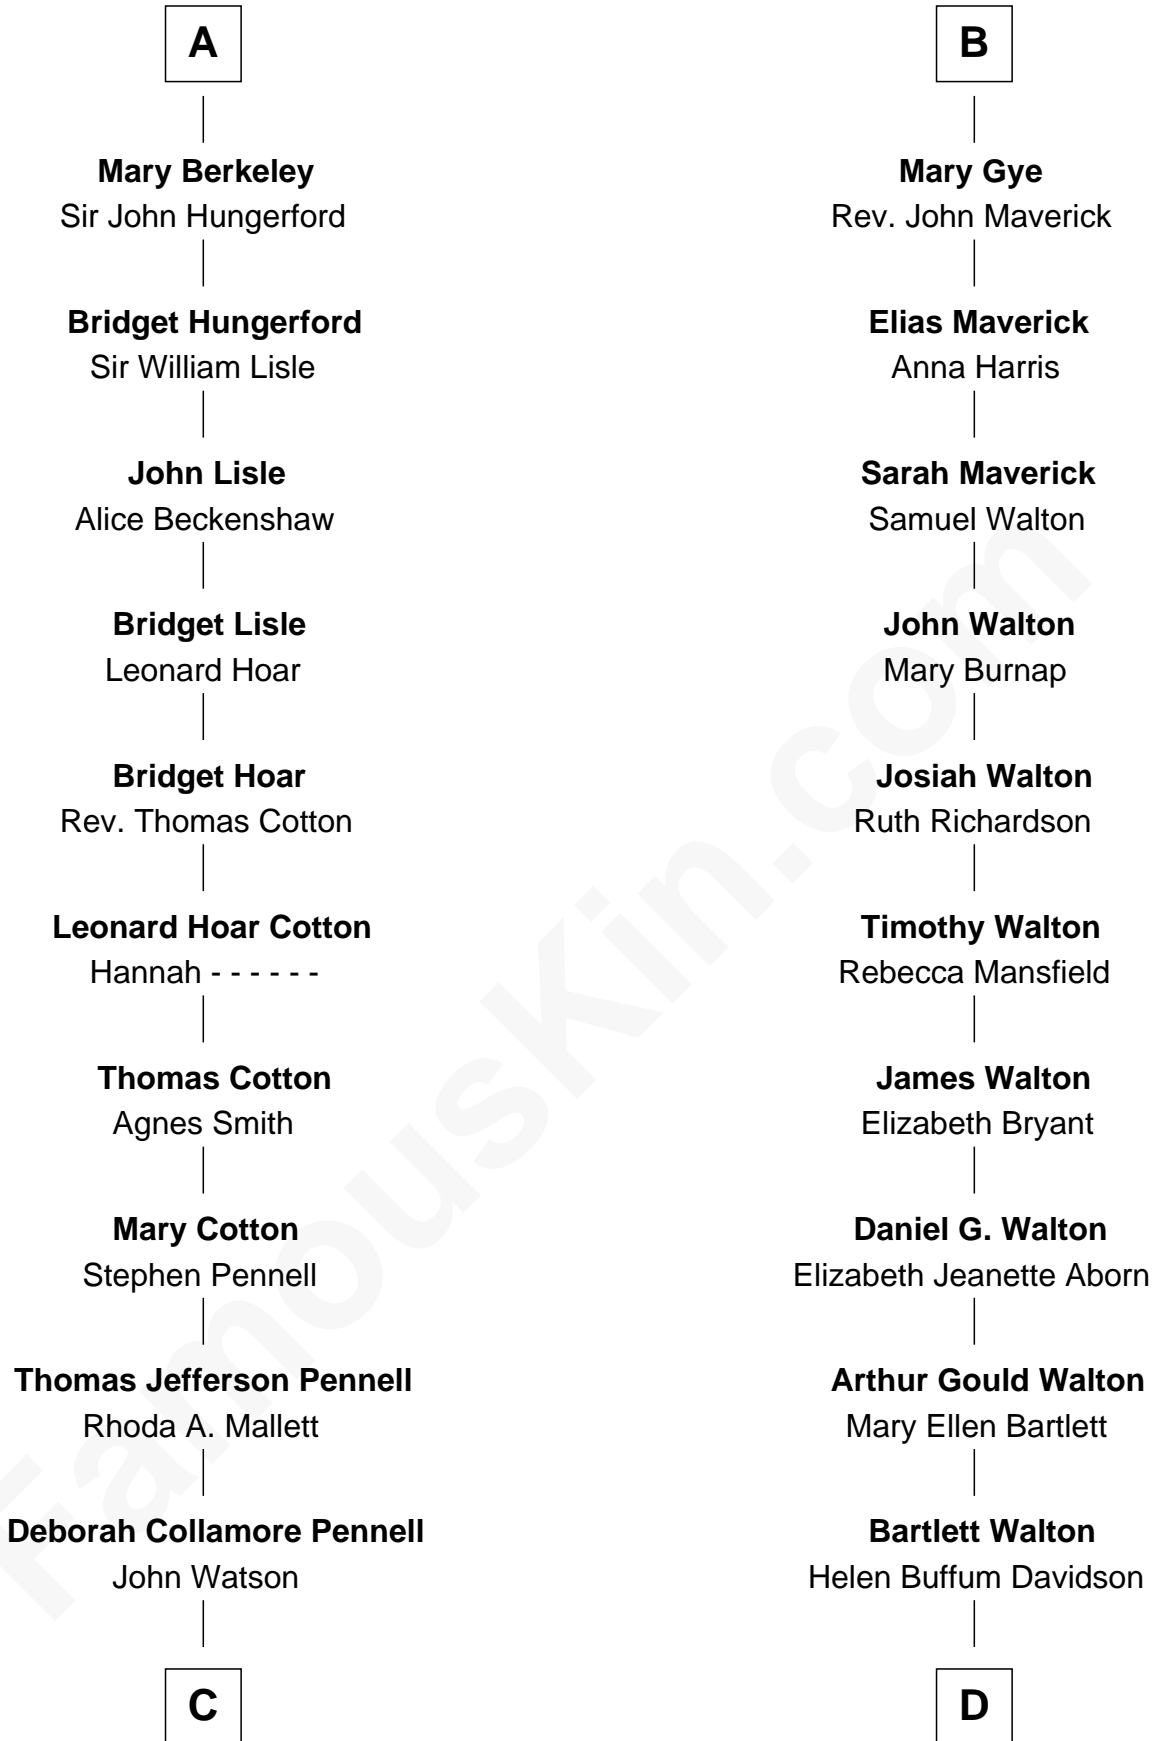 A
Mary Berkeley
Sir John Hungerford
Bridget Hungerford
Sir William Lisle
John Lisle
Alice Beckenshaw
Bridget Lisle
Leonard Hoar
Bridget Hoar
Rev. Thomas Cotton
Leonard Hoar Cotton
Hannah - - - - - -
Thomas Cotton
Agnes Smith
Mary Cotton
Stephen Pennell
Thomas Jefferson Pennell
Rhoda A. Mallett
Deborah Collamore Pennell
John Watson
C
B
Mary Gye
Rev. John Maverick
Elias Maverick
Anna Harris
Sarah Maverick
Samuel Walton
John Walton
Mary Burnap
Josiah Walton
Ruth Richardson
Timothy Walton
Rebecca Mansfield
James Walton
Elizabeth Bryant
Daniel G. Walton
Elizabeth Jeanette Aborn
Arthur Gould Walton
Mary Ellen Bartlett
Bartlett Walton
Helen Buffum Davidson
D
FamousKin.com